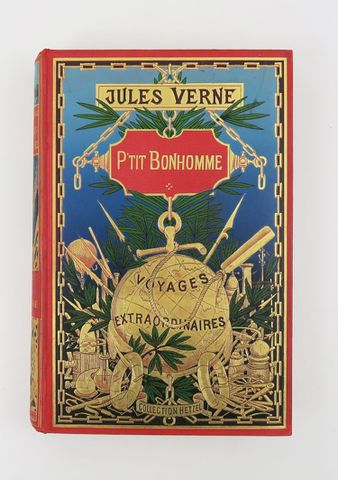 JULES VERNE
P'TIT BONHOMME
VOYAGES
EXTRAORDINAIRES
COLLECTION HETZEL